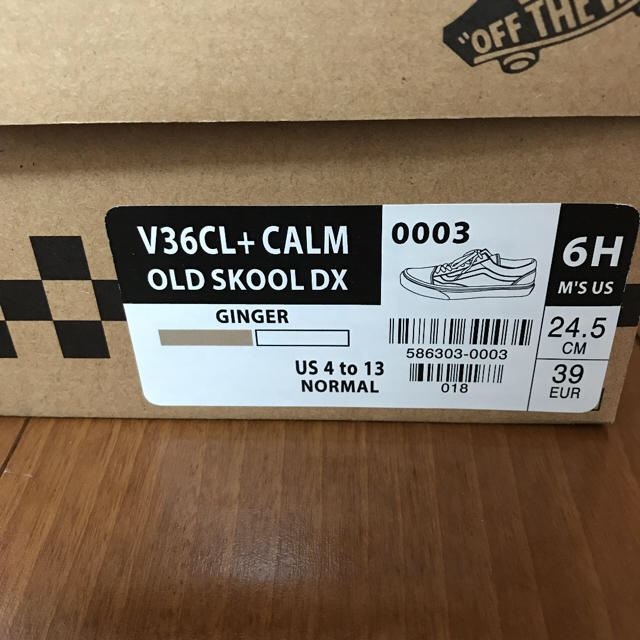 "OFF THE
V36CL+ CALM
OLD SKOOL DX
GINGER
US 4 to 13
NORMAL
0003
586303-0003
018
6H
M'S US
24.5
CM
39
EUR